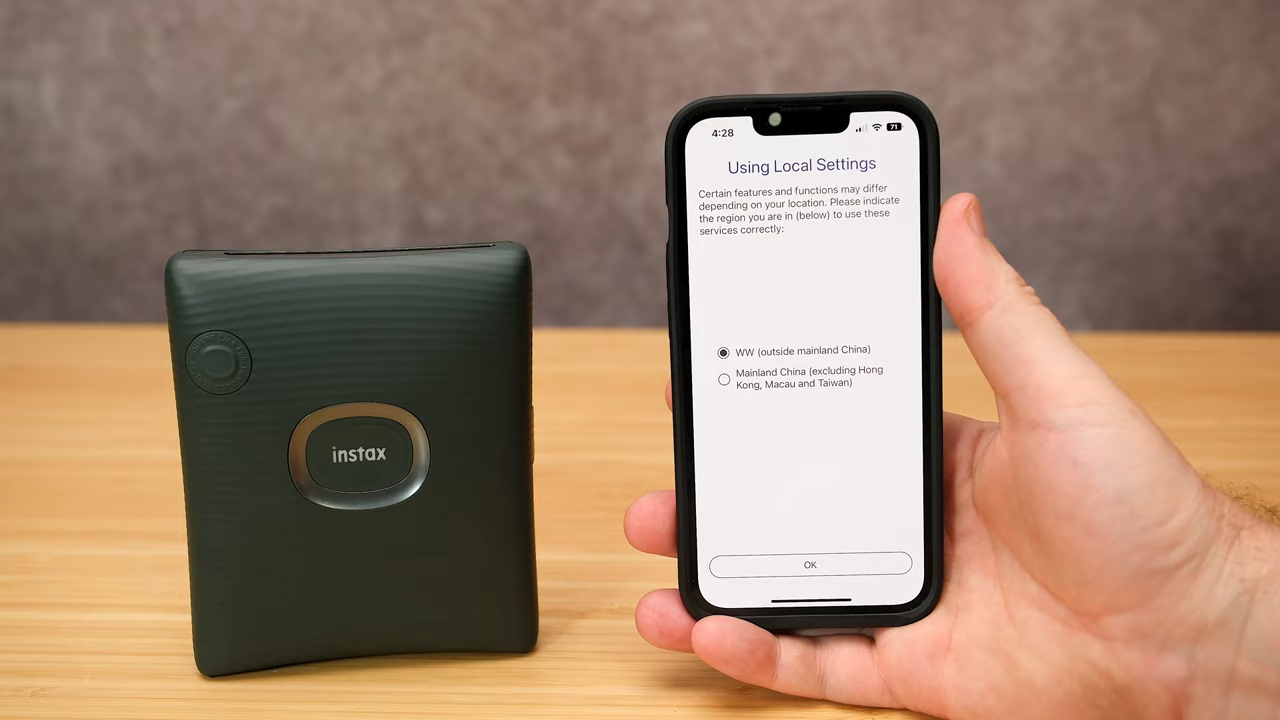 instax
4:28
71
Using Local Settings
Certain features and functions may differ
depending on your location. Please indicate
the region you are in (below) to use these
services correctly:
WW (outside mainland China)
Mainland China (excluding Hong
Kong, Macau and Taiwan)
OK